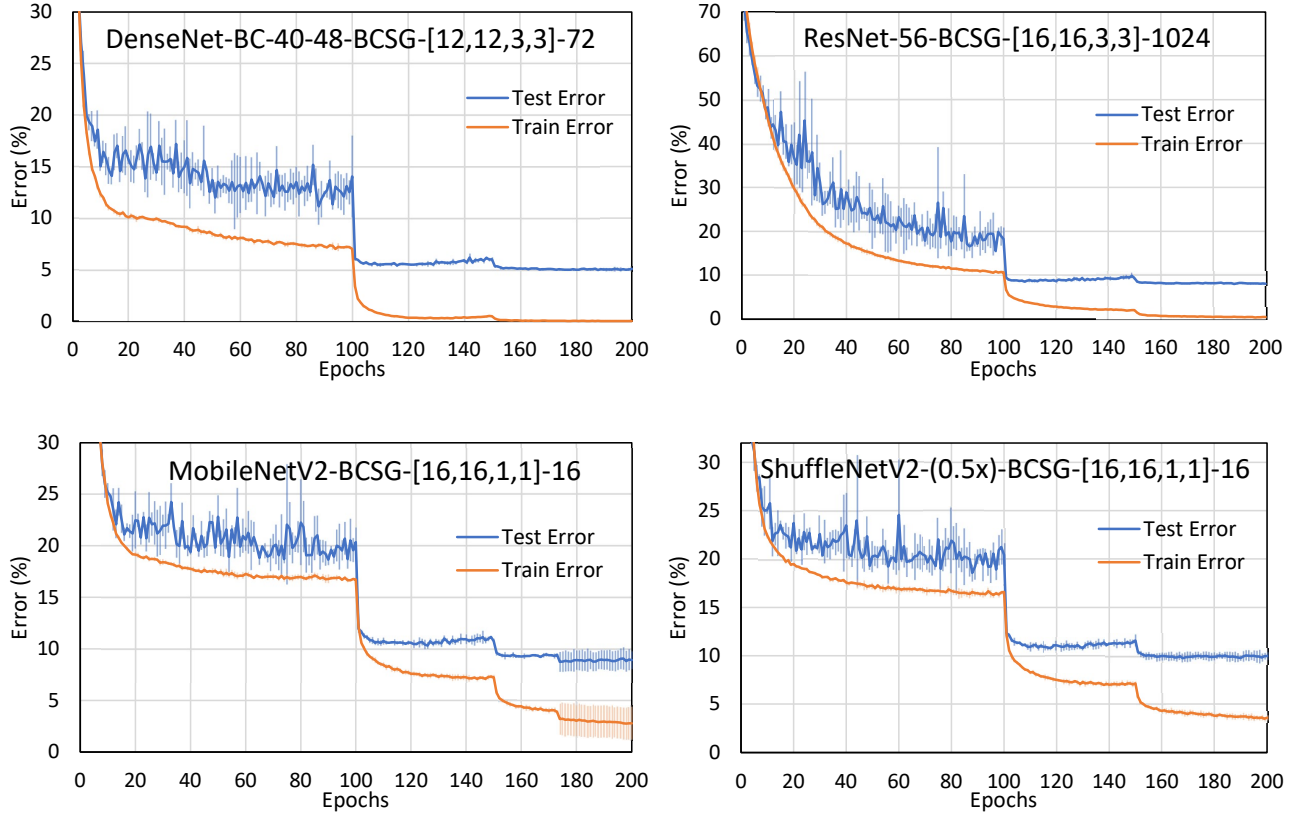 DenseNet-BC-40-48-BCSG-[12,12,3,3]-72
30
25
20
15
10
5
0
Error (%)
Test Error
Train Error
0 20 40 60 80 100 120 140 160 180 200
Epochs
ResNet-56-BCSG-[16,16,3,3]-1024
70
60
50
40
30
20
10
0
Error (%)
Test Error
Train Error
0 20 40 60 80 100 120 140 160 180 200
Epochs
MobileNetV2-BCSG-[16,16,1,1]-16
30
25
20
15
10
5
0
Error (%)
Test Error
Train Error
0 20 40 60 80 100 120 140 160 180 200
Epochs
ShuffleNetV2-(0.5x)-BCSG-[16,16,1,1]-16
30
25
20
15
10
5
0
Error (%)
Test Error
Train Error
0 20 40 60 80 100 120 140 160 180 200
Epochs